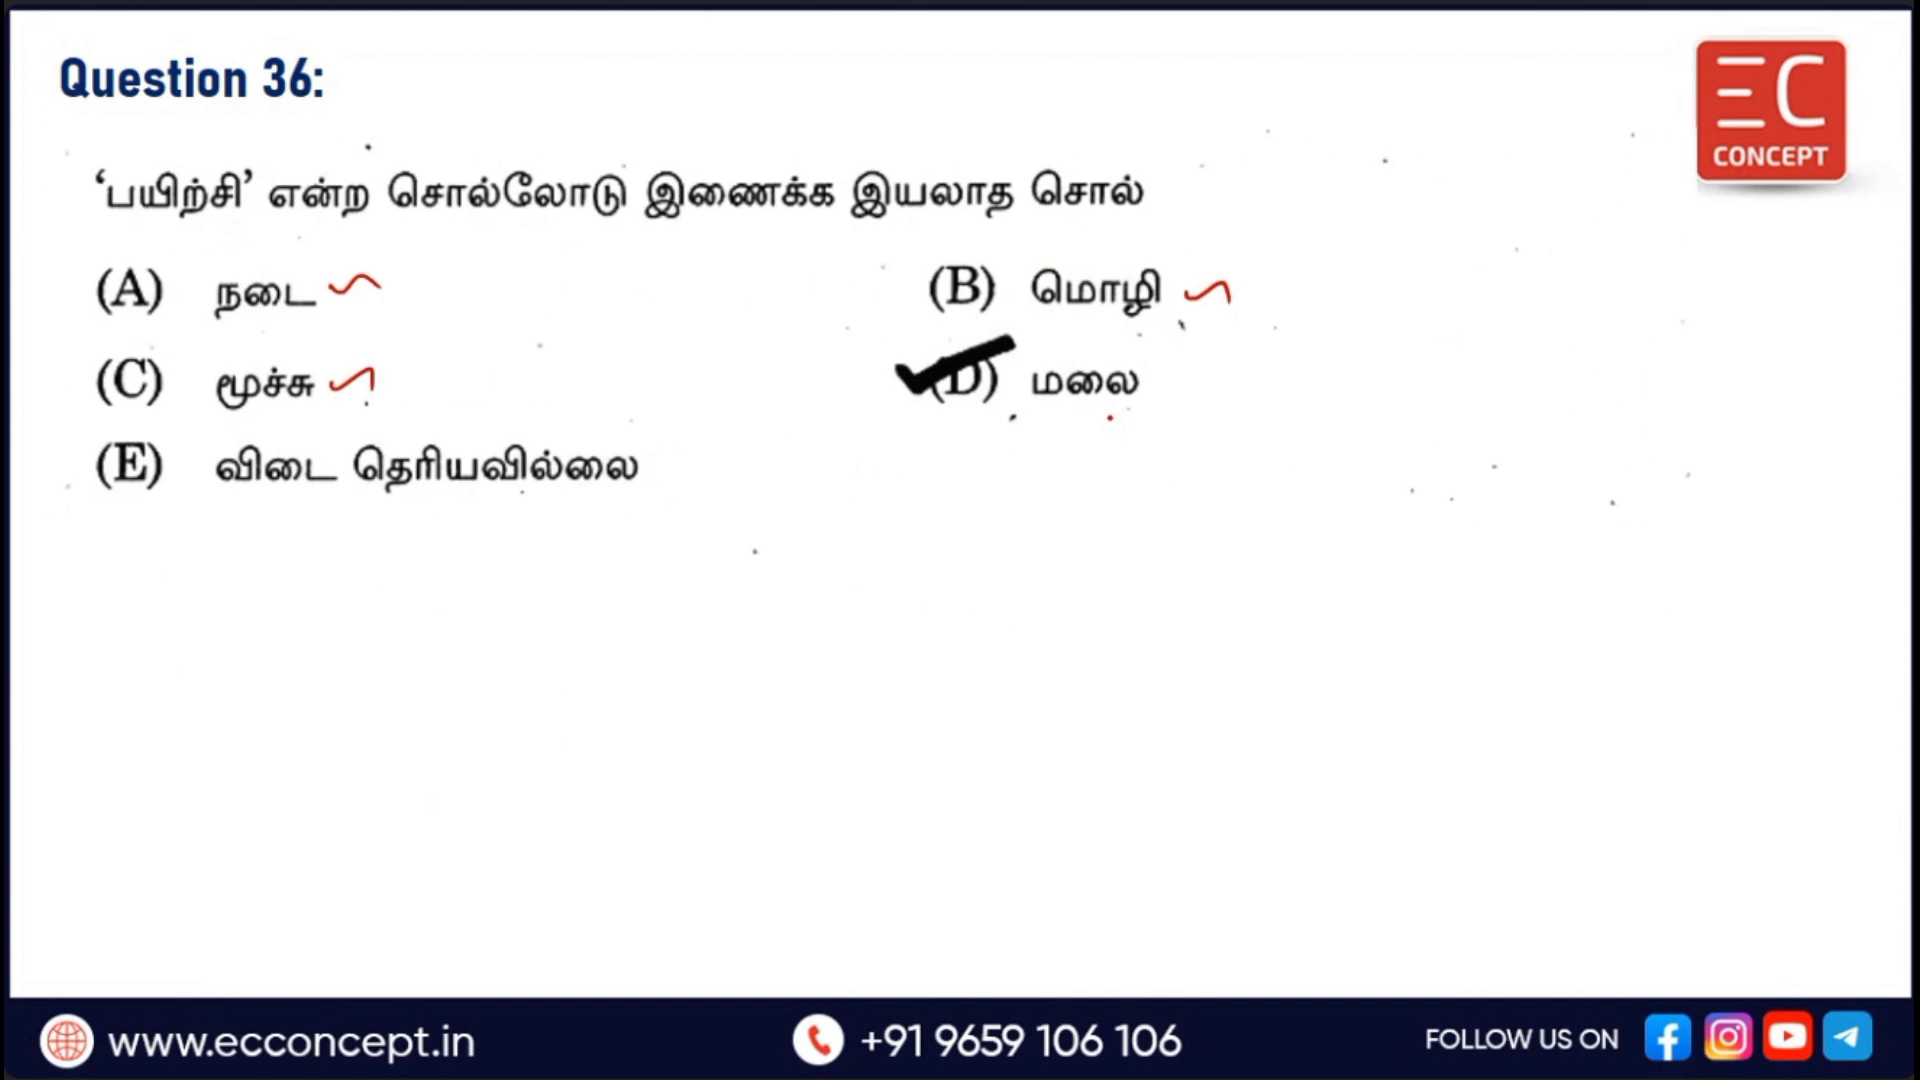 Question 36:
EC
CONCEPT
‘பயிற்சி’ என்ற சொல்லோடு இணைக்க இயலாத சொல்
(A) நடை
(B) மொழி
(C) மூச்சு
(D) மலை
(E) விடை தெரியவில்லை
www.ecconcept.in
+91 9659 106 106
FOLLOW US ON